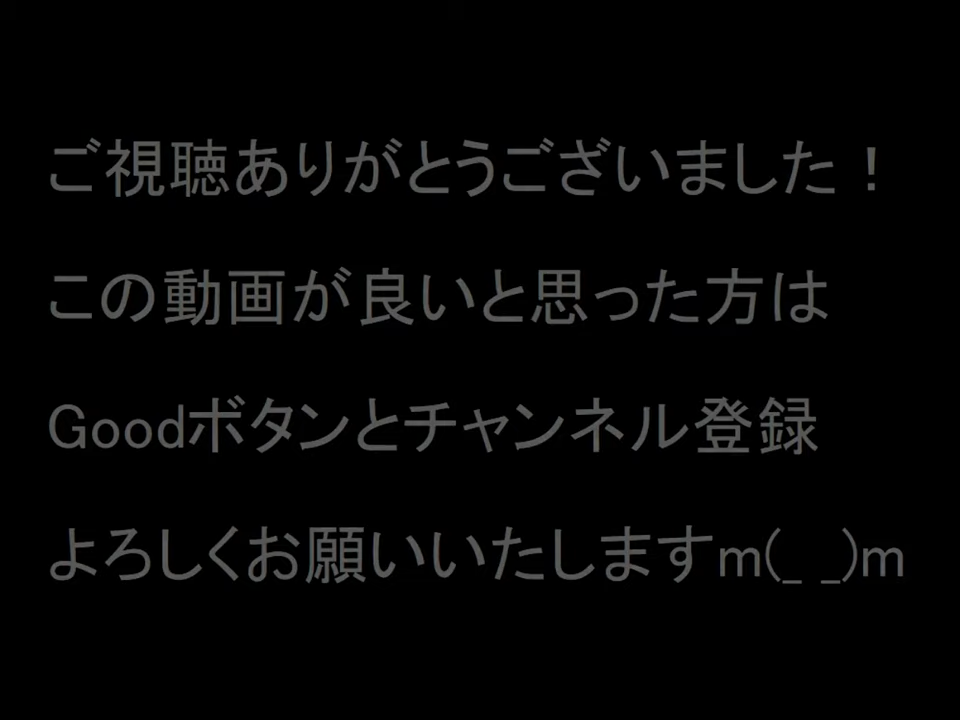 ご視聴ありがとうございました！
この動画が良いと思った方は
Goodボタンとチャンネル登録
よろしくお願いいたしますm(_ _)m